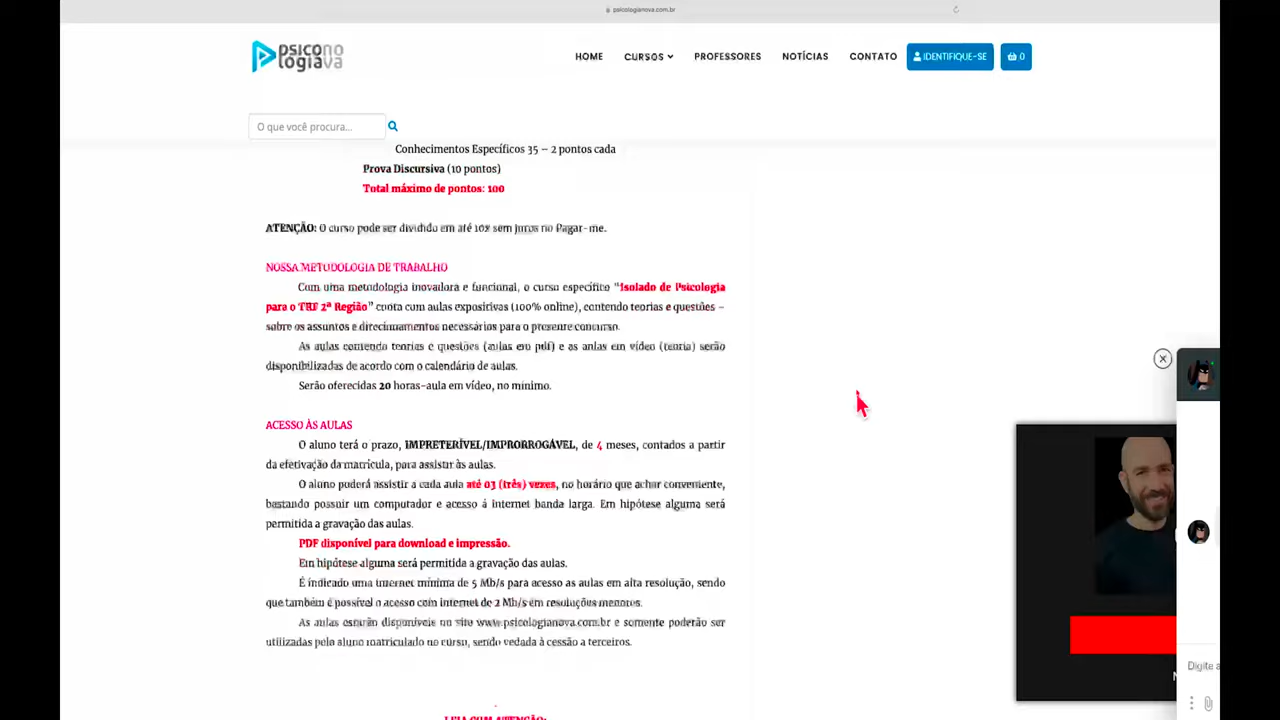 psicologianova.com.br
psicono
logiava
HOME
CURSOS
PROFESSORES
NOTÍCIAS
CONTATO
IDENTIFIQUE-SE
0
O que você procura...
Conhecimentos Específicos 35 – 2 pontos cada
Prova Discursiva (10 pontos)
Total máximo de pontos: 100
ATENÇÃO: O curso pode ser dividido em até 10x sem juros no Pagar-me.
NOSSA METODOLOGIA DE TRABALHO
Com uma metodologia inovadora e funcional, o curso específico "Isolado de Psicologia
para o TRF 2ª Região" conta com aulas expositivas (100% online), contendo teorias e questões –
sobre os assuntos e direcionamentos necessários para o presente concurso.
As aulas contendo teorias e questões (aulas em pdf) e as aulas em vídeo (teoria) serão
disponibilizadas de acordo com o calendário de aulas.
Serão oferecidas 20 horas-aula em vídeo, no mínimo.
ACESSO ÀS AULAS
O aluno terá o prazo, IMPRETERÍVEL/IMPRORROGÁVEL, de 4 meses, contados a partir
da efetivação da matrícula, para assistir às aulas.
O aluno poderá assistir a cada aula até 03 (três) vezes, no horário que achar conveniente,
bastando possuir um computador e acesso à internet banda larga. Em hipótese alguma será
permitida a gravação das aulas.
PDF disponível para download e impressão.
Em hipótese alguma será permitida a gravação das aulas.
É indicado uma internet mínima de 5 Mb/s para acesso as aulas em alta resolução, sendo
que também é possível o acesso com internet de 2 Mb/s em resoluções menores.
As aulas estarão disponíveis no site www.psicologianova.com.br e somente poderão ser
utilizadas pelo aluno matriculado no curso, sendo vedada à cessão a terceiros.
Digite a
LEIA COM ATENÇÃO: